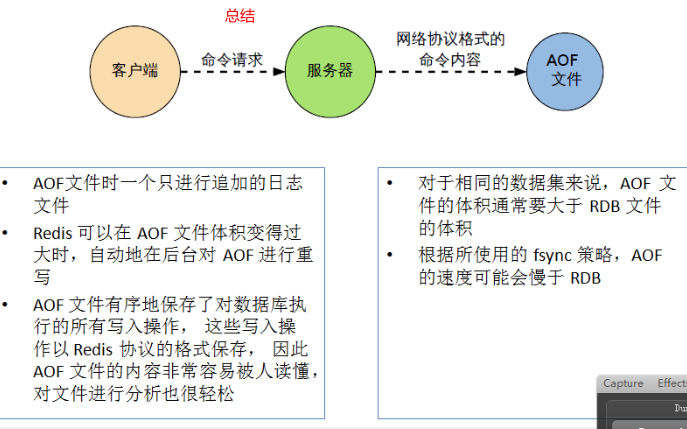 总结
客户端
命令请求
服务器
网络协议格式的
命令内容
AOF
文件
• AOF文件时一个只进行追加的日志
文件
• Redis 可以在 AOF 文件体积变得过
大时，自动地在后台对 AOF 进行重
写
• AOF 文件有序地保存了对数据库执
行的所有写入操作， 这些写入操
作以 Redis 协议的格式保存， 因此
AOF 文件的内容非常容易被人读懂，
对文件进行分析也很轻松
• 对于相同的数据集来说，AOF 文
件的体积通常要大于 RDB 文件
的体积
• 根据所使用的 fsync 策略，AOF
的速度可能会慢于 RDB
Capture